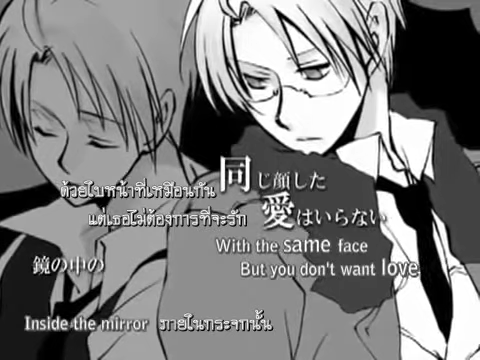 同じ顔した
ด้วยใบหน้าที่เหมือนกัน
แต่เธอไม่ต้องการที่จะรัก
愛はいらない
With the same face
But you don't want love
鏡の中の
Inside the mirror ภายในกระจกนั้น